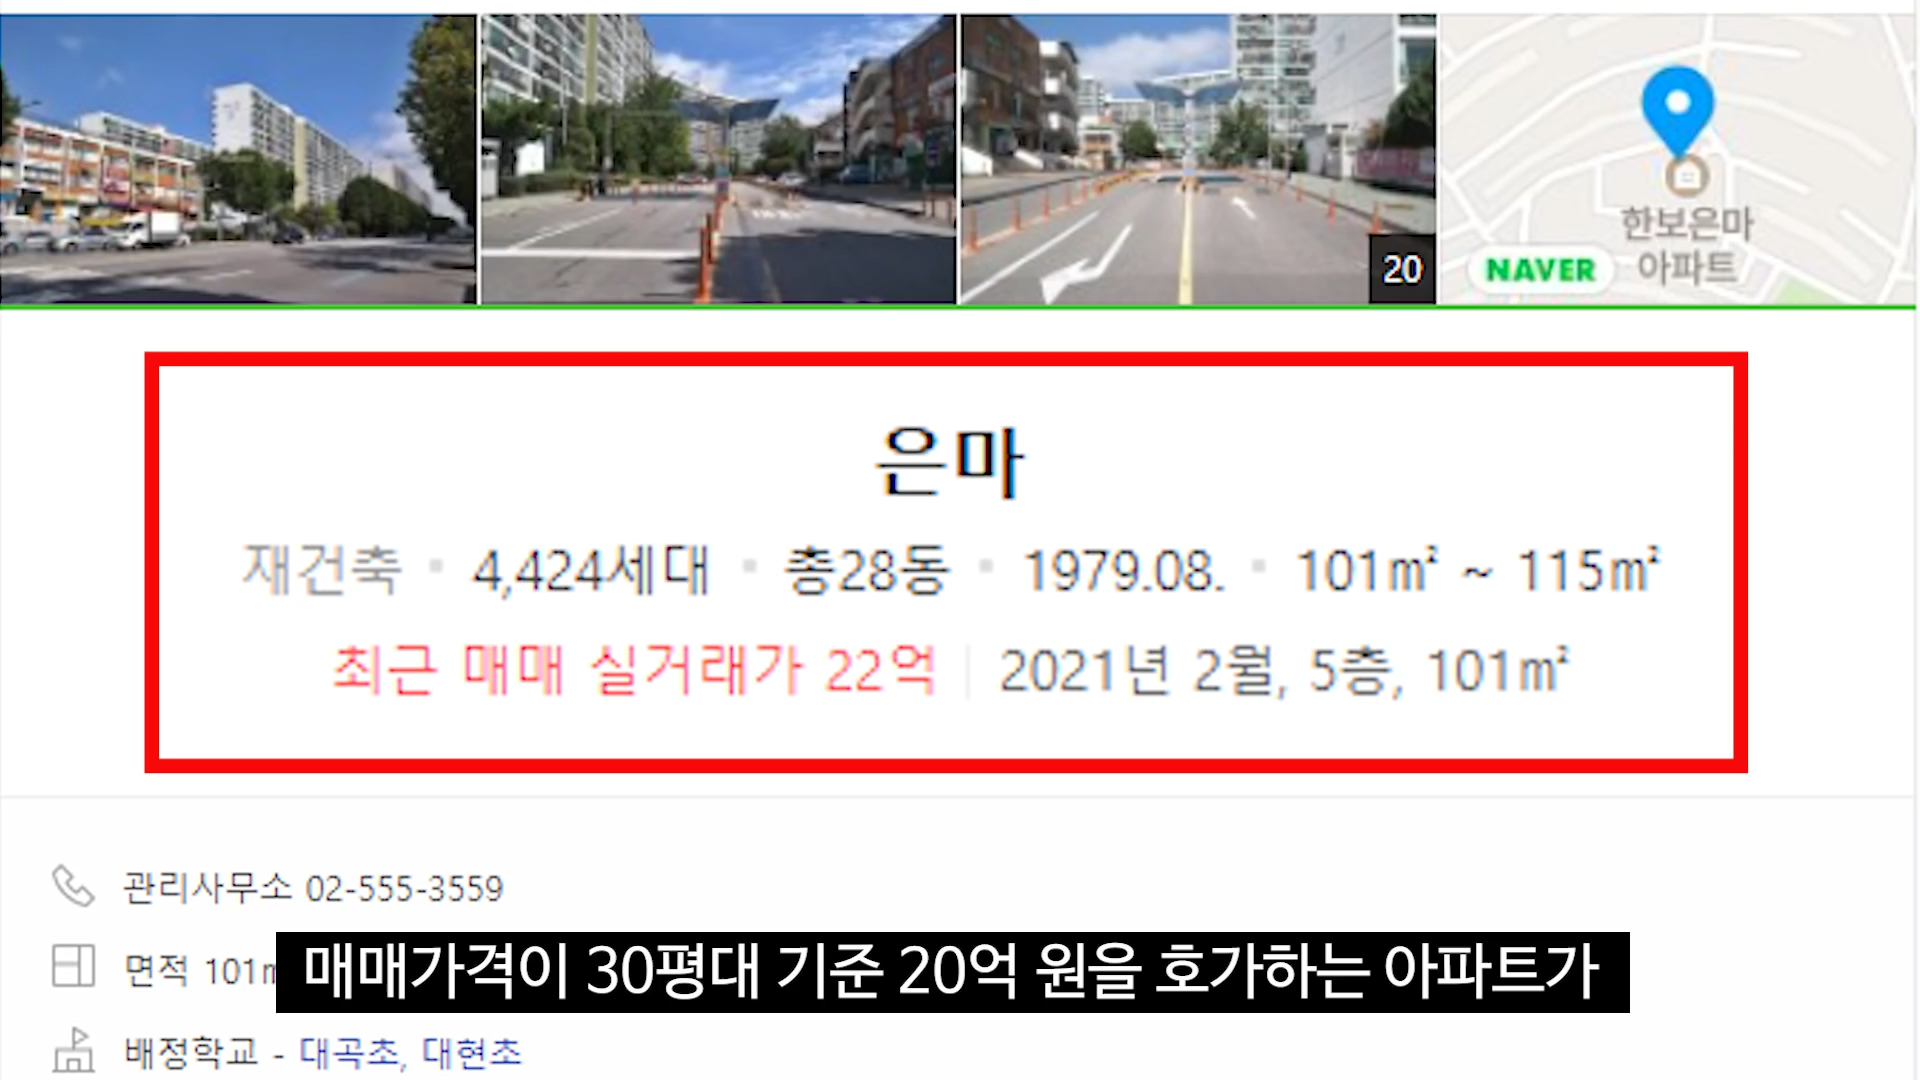 20
NAVER
한보은마
아파트
은마
재건축 · 4,424세대 · 총28동 · 1979.08. · 101㎡ ~ 115㎡
최근 매매 실거래가 22억 | 2021년 2월, 5층, 101㎡
관리사무소 02-555-3559
면적 101㎡
매매가격이 30평대 기준 20억 원을 호가하는 아파트가
배정학교 - 대곡초, 대현초